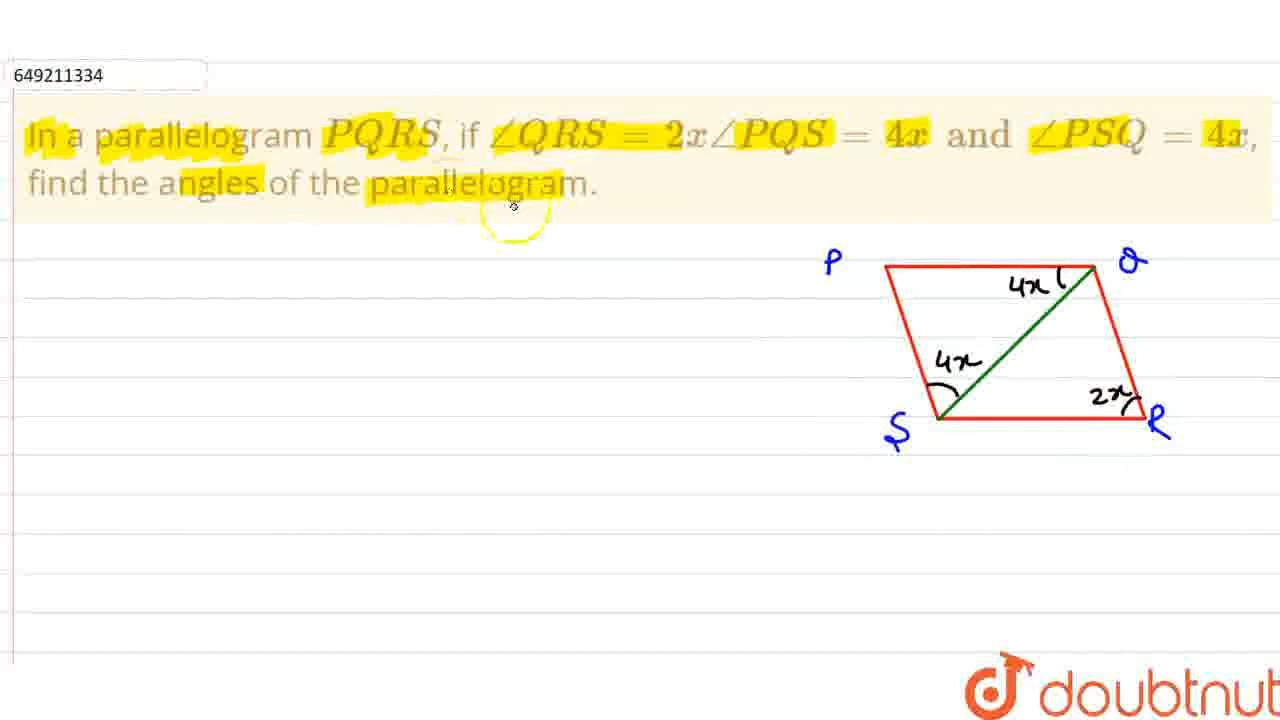 649211334
In a parallelogram PQRS, if ∠QRS = 2x∠PQS = 4x and ∠PSQ = 4x,
find the angles of the parallelogram.
P Q
4x
4x
2x
S R
doubtnut